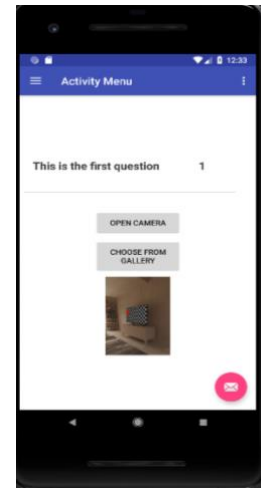 12:33
Activity Menu
This is the first question 1
OPEN CAMERA
CHOOSE FROM
GALLERY